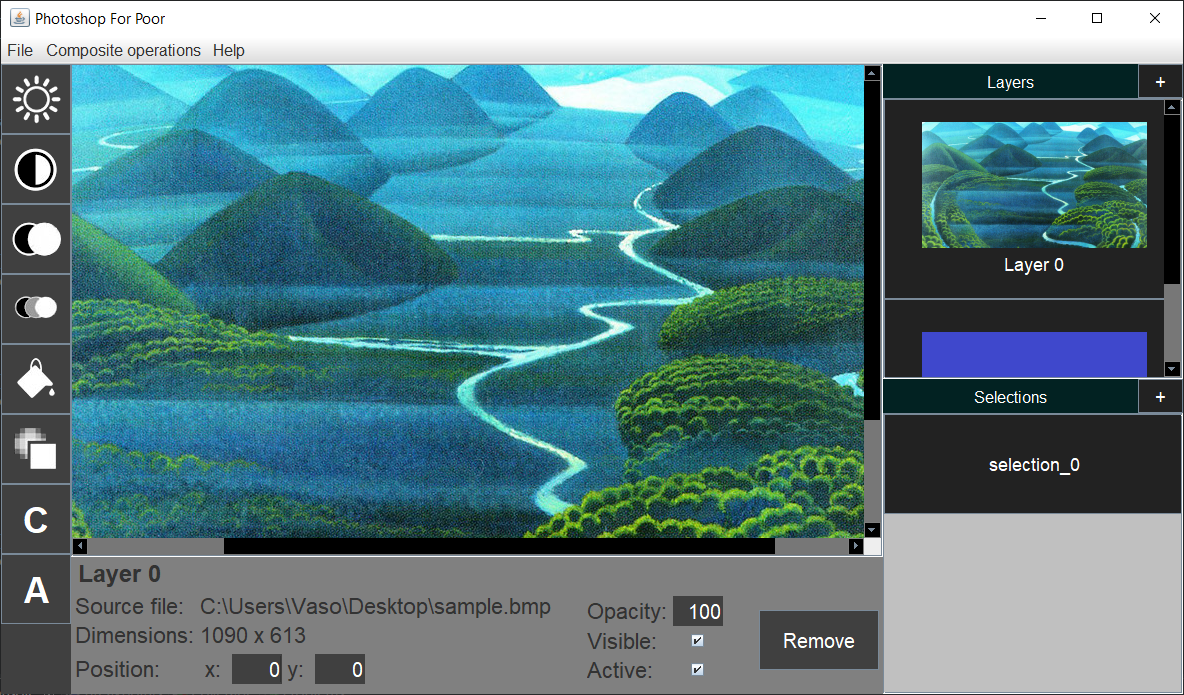 Photoshop For Poor
File Composite operations Help
Layers +
Layer 0
Selections +
selection_0
C
A
Layer 0
Source file: C:\Users\Vaso\Desktop\sample.bmp
Dimensions: 1090 x 613
Position: x: 0 y: 0
Opacity: 100
Visible:
Active:
Remove